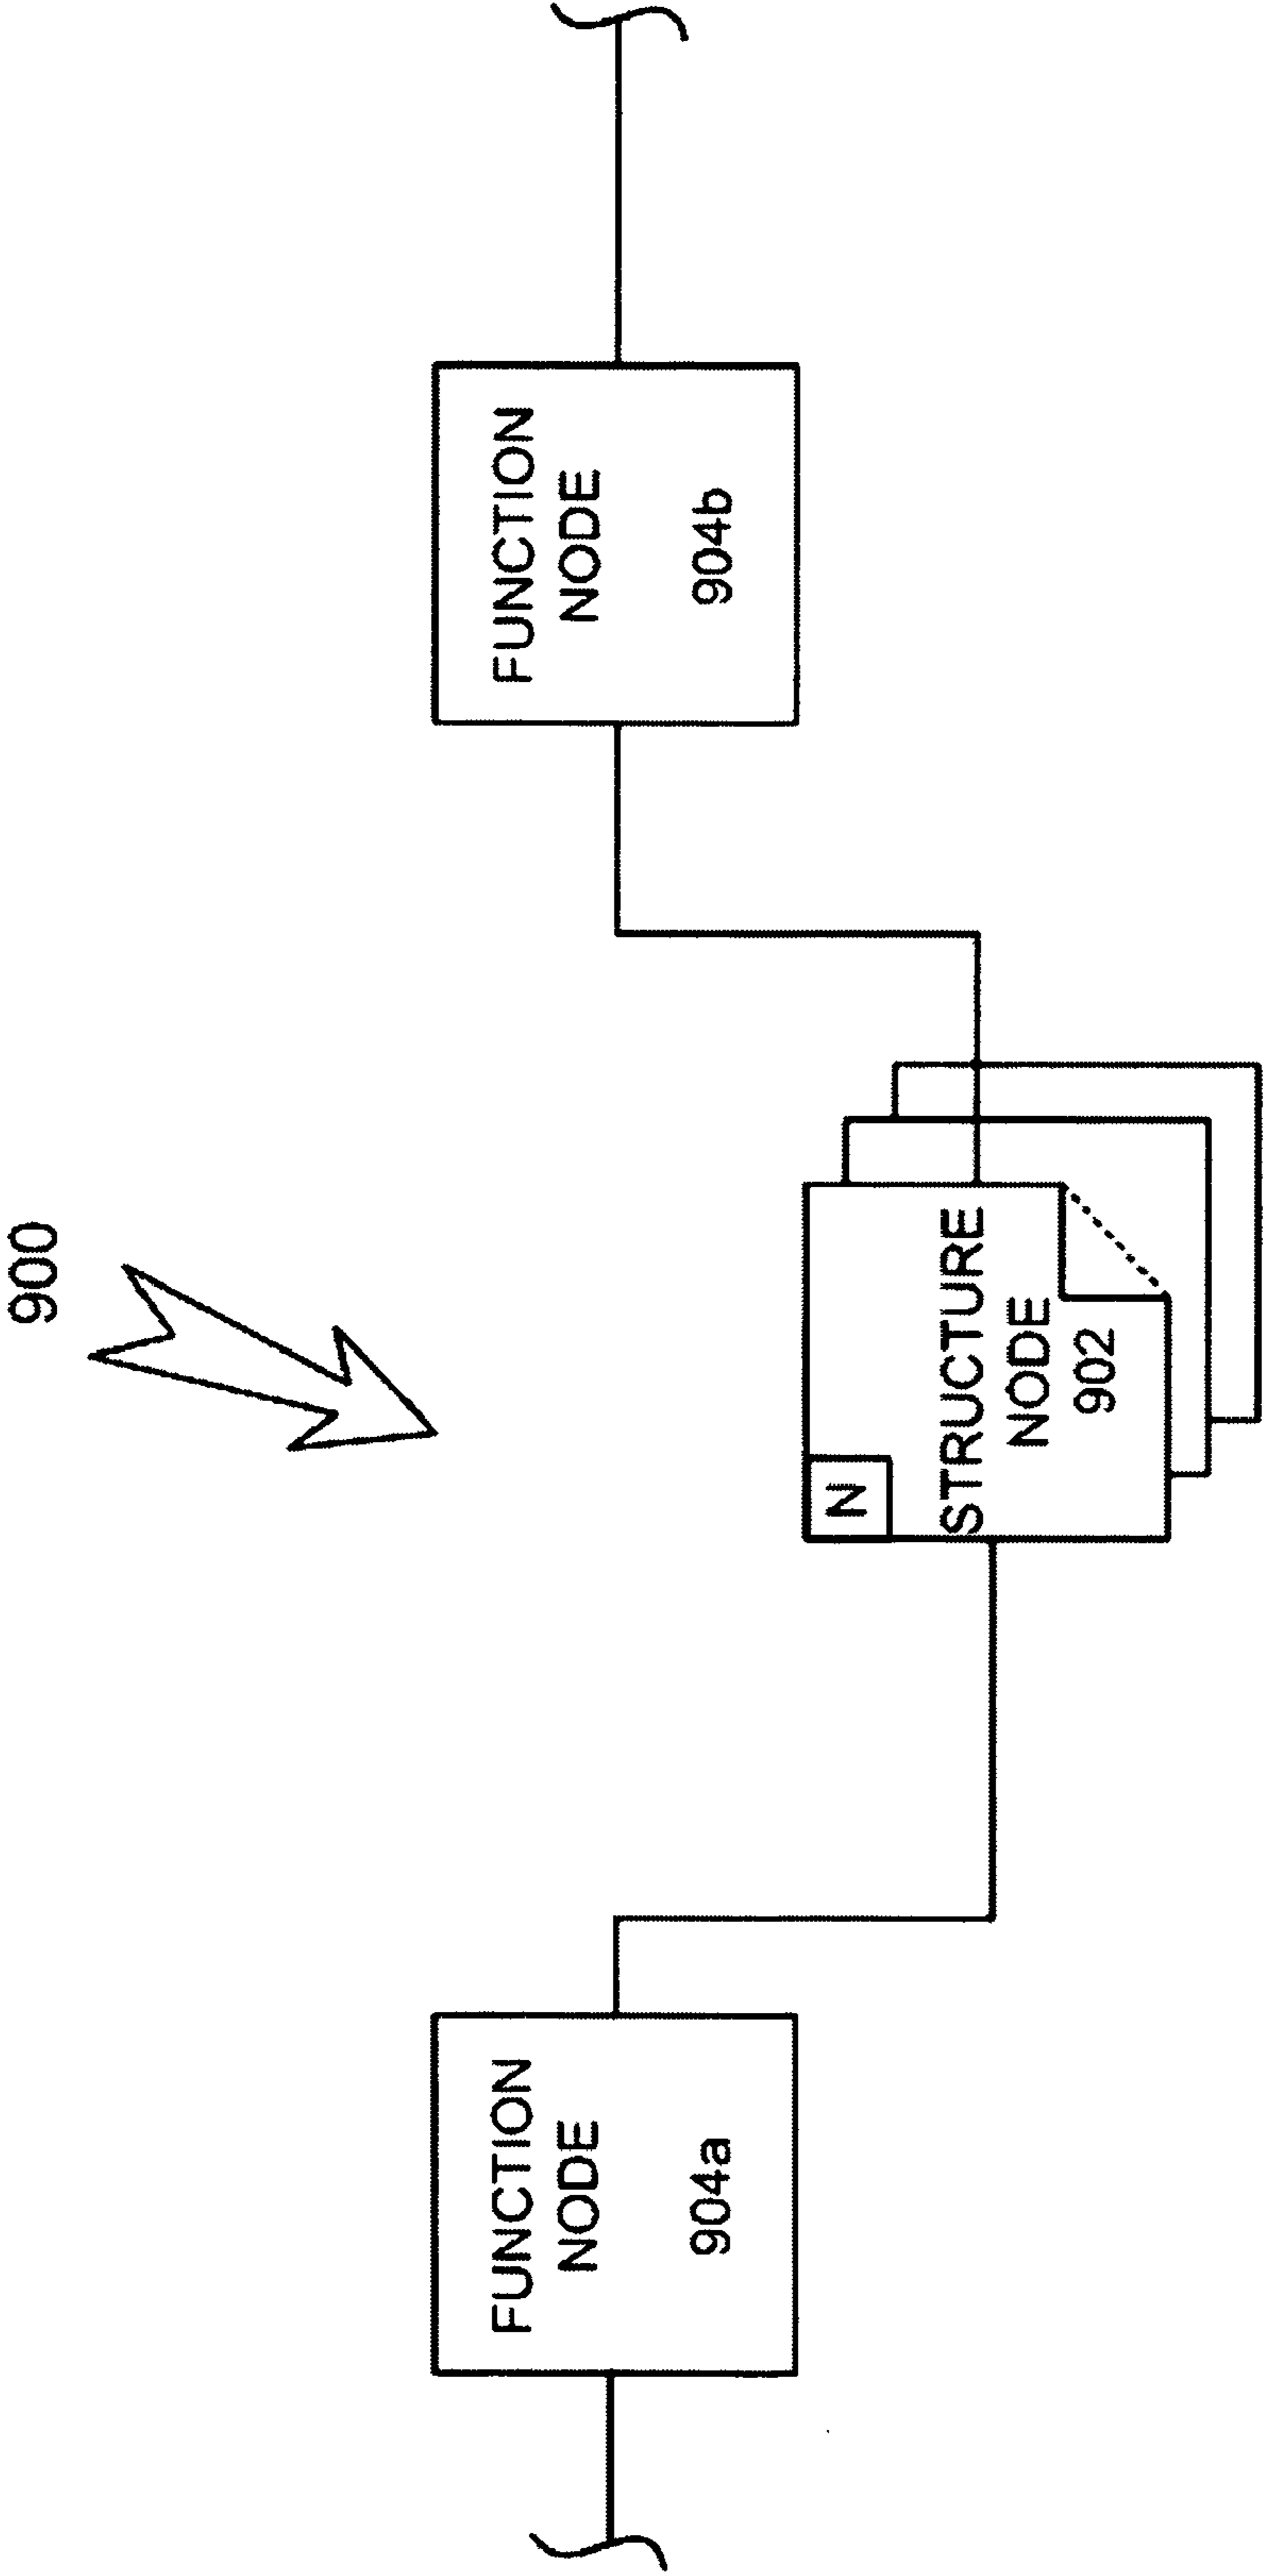 900
FUNCTION
NODE
904a
N
STRUCTURE
NODE
902
FUNCTION
NODE
904b